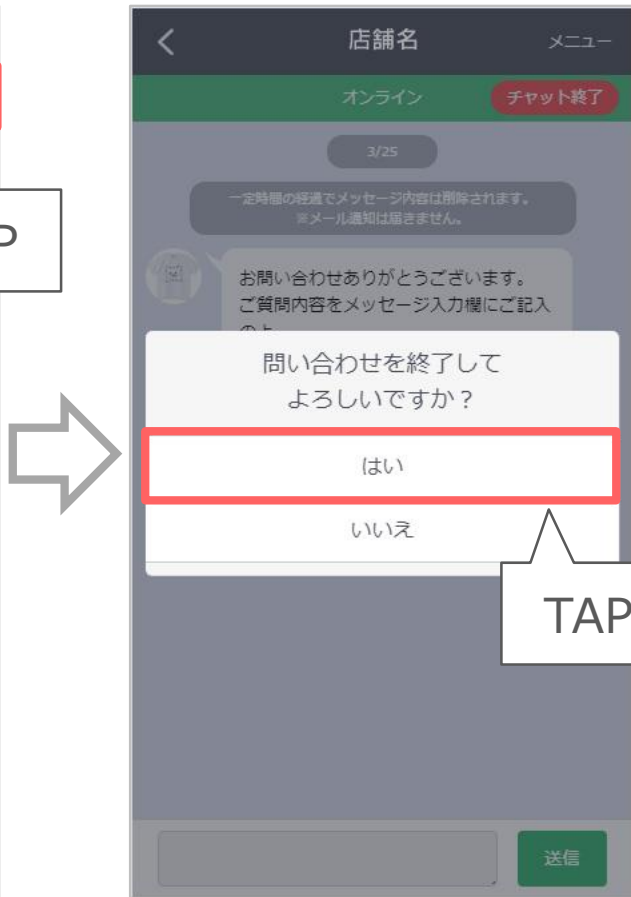 店舗名
メニュー
オンライン
チャット終了
3/25
一定時間の経過でメッセージ内容は削除されます。
※メール通知は届きません。
お問い合わせありがとうございます。
ご質問内容をメッセージ入力欄にご記入
のよ
問い合わせを終了して
よろしいですか？
はい
いいえ
TAP
送信
P